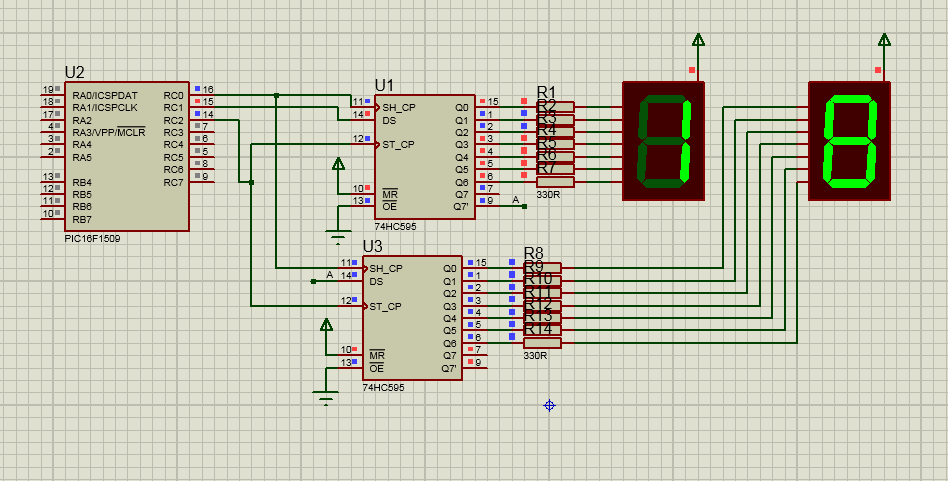 U2
19 RA0/ICSPDAT RC0 16
18 RA1/ICSPCLK RC1 15
17 RA2 RC2 14
4 RA3/VPP/MCLR RC3 7
3 RA4 RC4 6
2 RA5 RC5 5
RC6 8
13 RB4 RC7 9
12 RB5
11 RB6
10 RB7
PIC16F1509
U1
11 SH_CP Q0 15
14 DS Q1 1
Q2 2
12 ST_CP Q3 3
Q4 4
Q5 5
Q6 6
10 MR Q7 7
13 OE Q7' 9
74HC595
A
R1
R2
R3
R4
R5
R6
R7
330R
U3
11 SH_CP Q0 15
A 14 DS Q1 1
Q2 2
12 ST_CP Q3 3
Q4 4
Q5 5
Q6 6
10 MR Q7 7
13 OE Q7' 9
74HC595
R8
R9
R10
R11
R12
R13
R14
330R
1
8